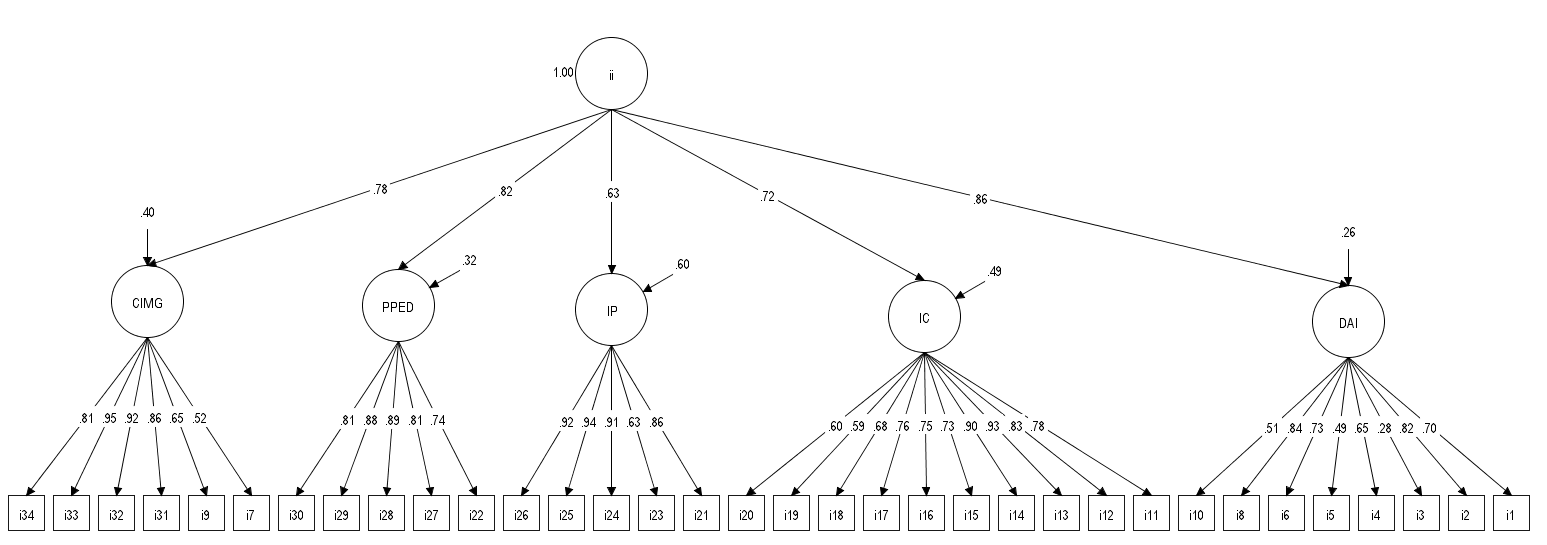 1.00 ii
.78 .82 .63 .72 .86
.40 .32 .60 .49 .26
CIMG PPED IP IC DAI
.81 .95 .92 .86 .65 .52 .81 .88 .89 .81 .74 .92 .94 .91 .63 .86 .60 .59 .68 .76 .75 .73 .90 .93 .83 .78 .51 .84 .73 .49 .65 .28 .82 .70
i34 i33 i32 i31 i9 i7 i30 i29 i28 i27 i22 i26 i25 i24 i23 i21 i20 i19 i18 i17 i16 i15 i14 i13 i12 i11 i10 i8 i6 i5 i4 i3 i2 i1